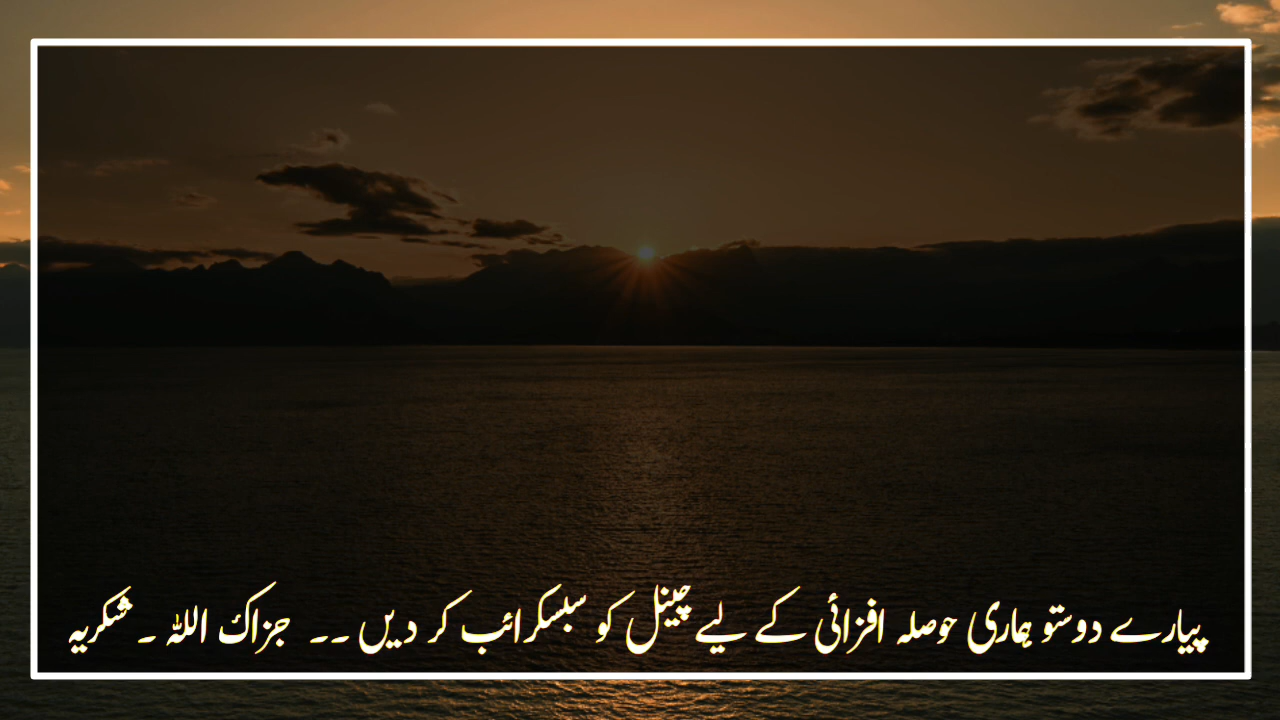 پیارے دوستو ہماری حوصلہ افزائی کے لیے چینل کو سبسکرائب کر دیں ۔۔ جزاک اللہ ۔ شکریہ